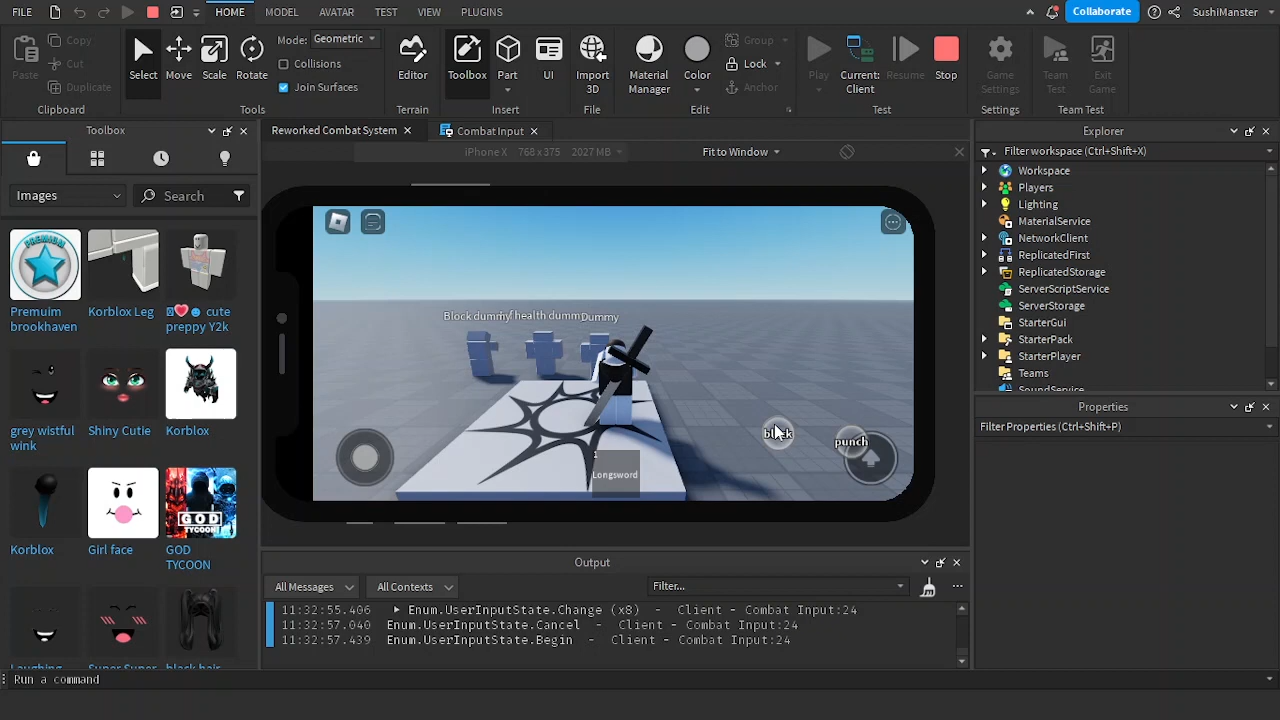 FILE HOME MODEL AVATAR TEST VIEW PLUGINS Collaborate SushiManster
Paste Copy Cut Duplicate Clipboard
Select Move Scale Rotate Mode: Geometric Collisions Join Surfaces Tools
Editor Terrain
Toolbox Part UI Insert
Import 3D File
Material Manager Color Group Lock Anchor Edit
Play Current: Client Resume Stop Test
Game Settings Settings
Team Test Exit Game Team Test
Toolbox
Images Search
Premuim brookhaven
Korblox Leg
cute preppy Y2k
grey wistful wink
Shiny Cutie
Korblox
Korblox
Girl face
GOD TYCOON
GOD TYCOON
Reworked Combat System Combat Input
iPhone X 768x375 2027 MB Fit to Window
Block dummy
health dumm
Dummy
punch
1
Longsword
Output
All Messages All Contexts Filter...
11:32:55.406 Enum.UserInputState.Change (x8) - Client - Combat Input:24
11:32:57.040 Enum.UserInputState.Cancel - Client - Combat Input:24
11:32:57.439 Enum.UserInputState.Begin - Client - Combat Input:24
Run a command
Explorer
Filter workspace (Ctrl+Shift+X)
Workspace
Players
Lighting
MaterialService
NetworkClient
ReplicatedFirst
ReplicatedStorage
ServerScriptService
ServerStorage
StarterGui
StarterPack
StarterPlayer
Teams
SoundService
Properties
Filter Properties (Ctrl+Shift+P)